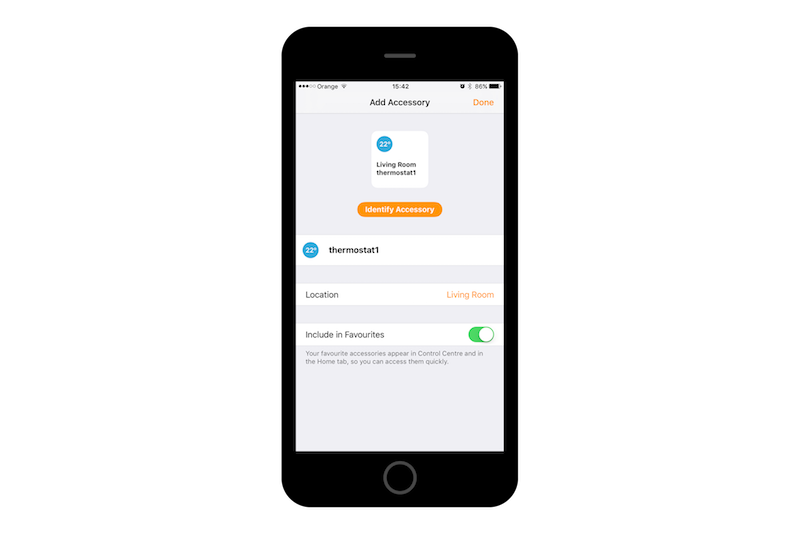 Orange 15:42 86%
Add Accessory Done
22°
Living Room
thermostat1
Identify Accessory
22° thermostat1
Location Living Room
Include in Favourites
Your favourite accessories appear in Control Centre and in
the Home tab, so you can access them quickly.